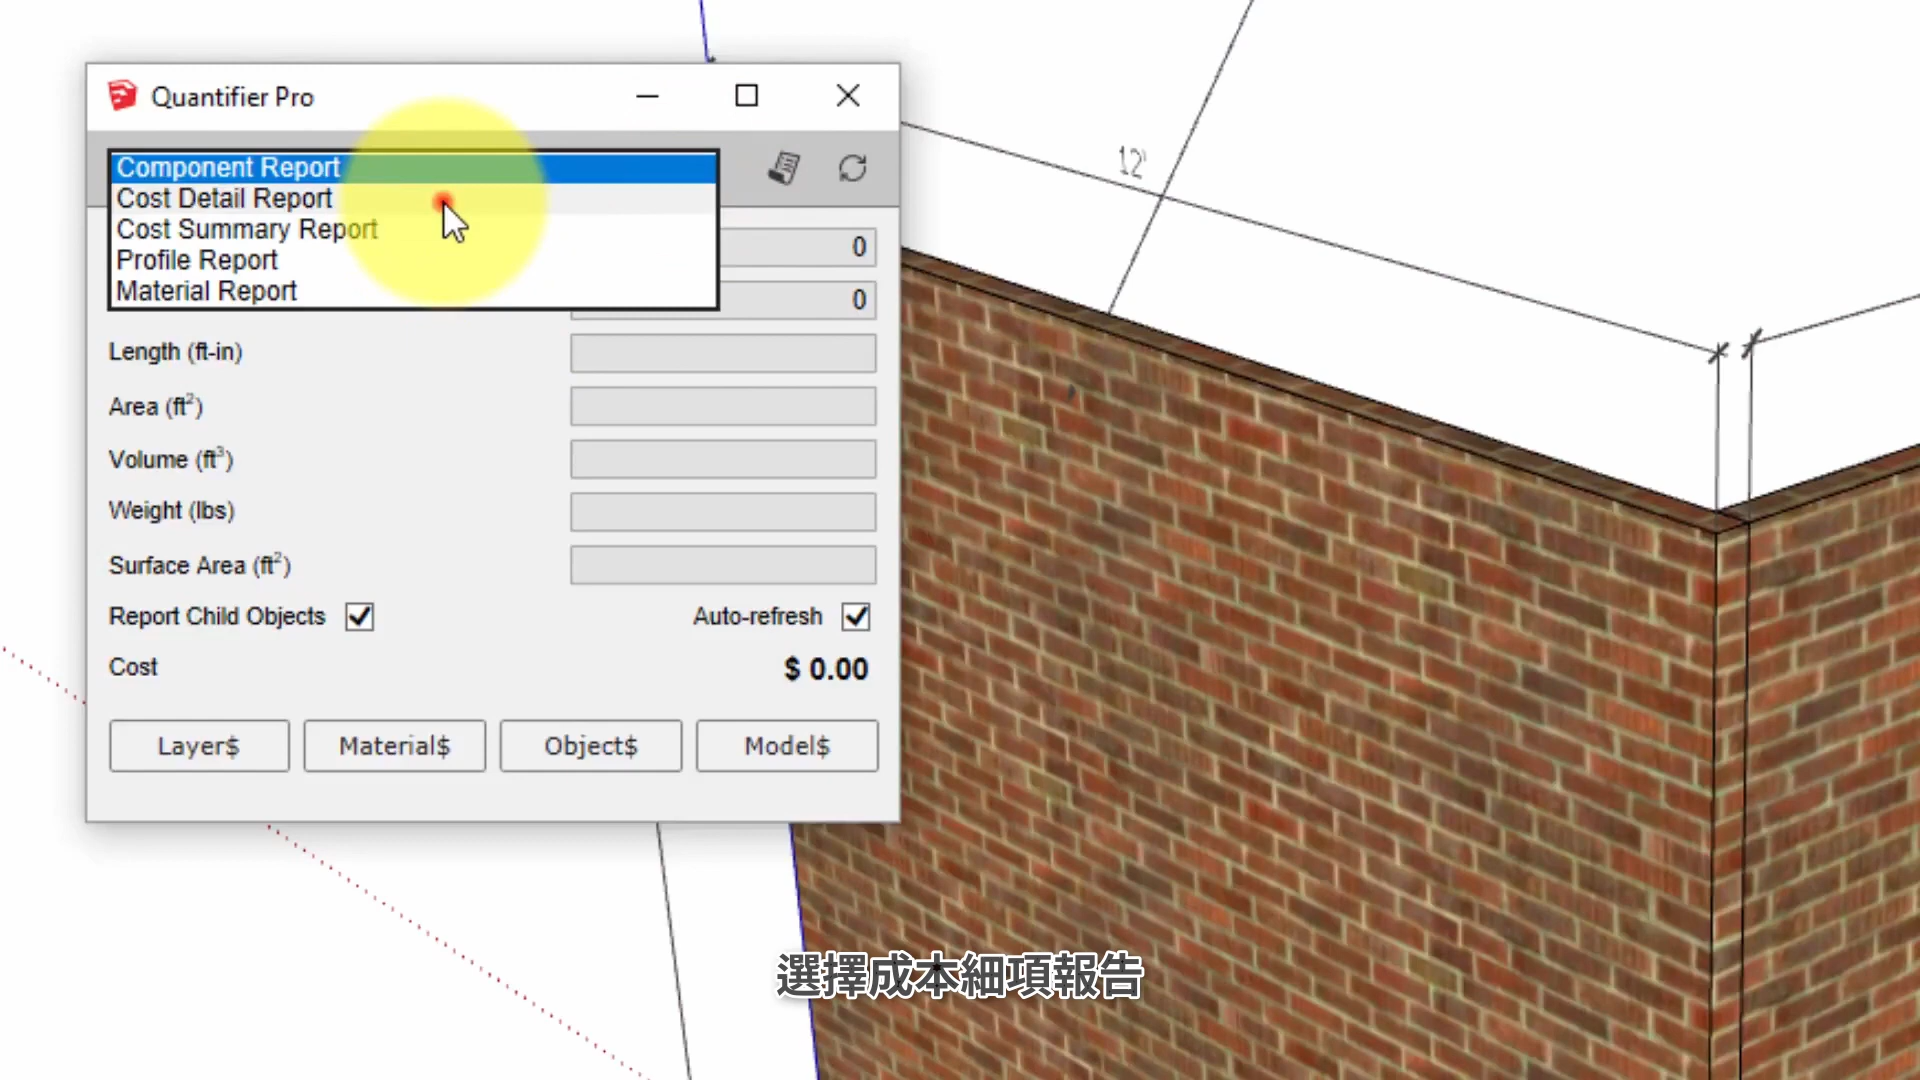 Quantifier Pro
Component Report
Cost Detail Report
Cost Summary Report
Profile Report
Material Report
0
0
Length (ft-in)
Area (ft²)
Volume (ft³)
Weight (lbs)
Surface Area (ft²)
Report Child Objects
Auto-refresh
Cost
$ 0.00
Layer$
Material$
Object$
Model$
12'
選擇成本細項報告